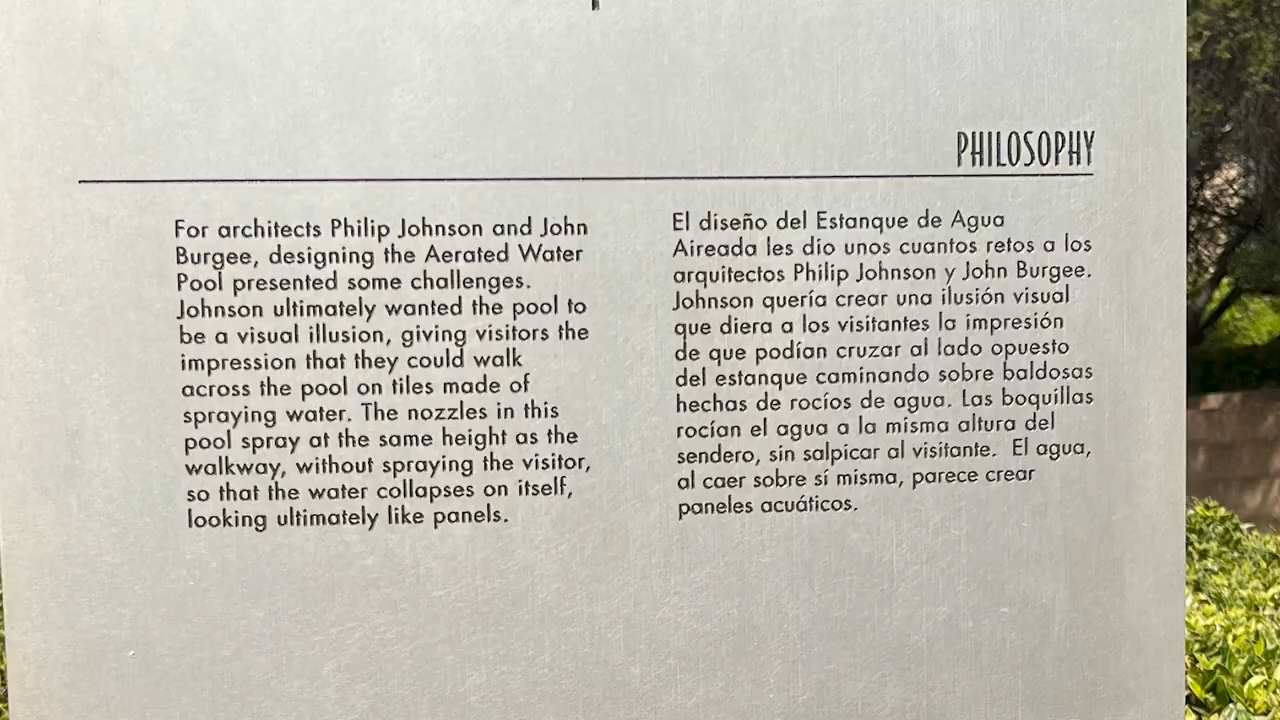 PHILOSOPHY
For architects Philip Johnson and John
Burgee, designing the Aerated Water
Pool presented some challenges.
Johnson ultimately wanted the pool to
be a visual illusion, giving visitors the
impression that they could walk
across the pool on tiles made of
spraying water. The nozzles in this
pool spray at the same height as the
walkway, without spraying the visitor,
so that the water collapses on itself,
looking ultimately like panels.
El diseño del Estanque de Agua
Aireada les dio unos cuantos retos a los
arquitectos Philip Johnson y John Burgee.
Johnson quería crear una ilusión visual
que diera a los visitantes la impresión
de que podían cruzar al lado opuesto
del estanque caminando sobre baldosas
hechas de rocíos de agua. Las boquillas
rocían el agua a la misma altura del
sendero, sin salpicar al visitante. El agua,
al caer sobre sí misma, parece crear
paneles acuáticos.